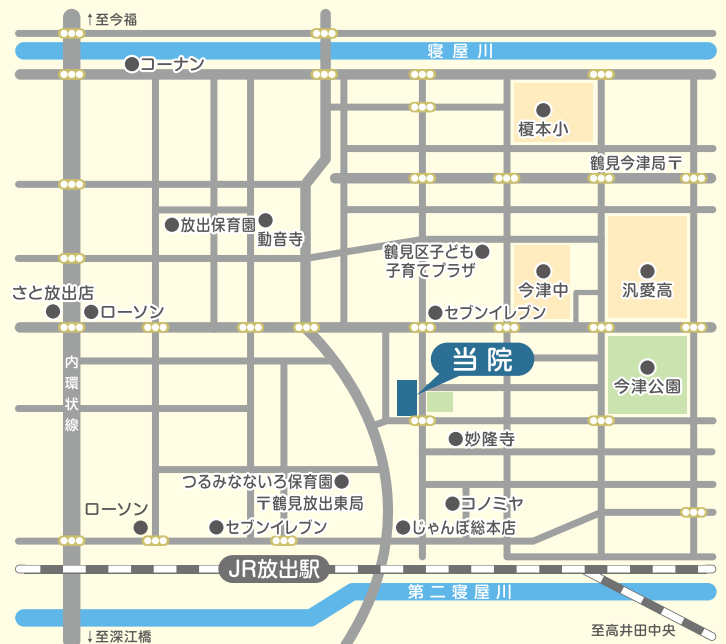 ↑至今福
寝屋川
コーナン
榎本小
鶴見今津局〒
放出保育園
動音寺
鶴見区子ども
子育てプラザ
今津中
汎愛高
さと放出店
ローソン
セブンイレブン
内環状線
当院
今津公園
妙隆寺
つるみなないろ保育園
〒鶴見放出東局
コノミヤ
ローソン
セブンイレブン
じゃんぼ総本店
JR放出駅
第二寝屋川
↓至深江橋
至高井田中央